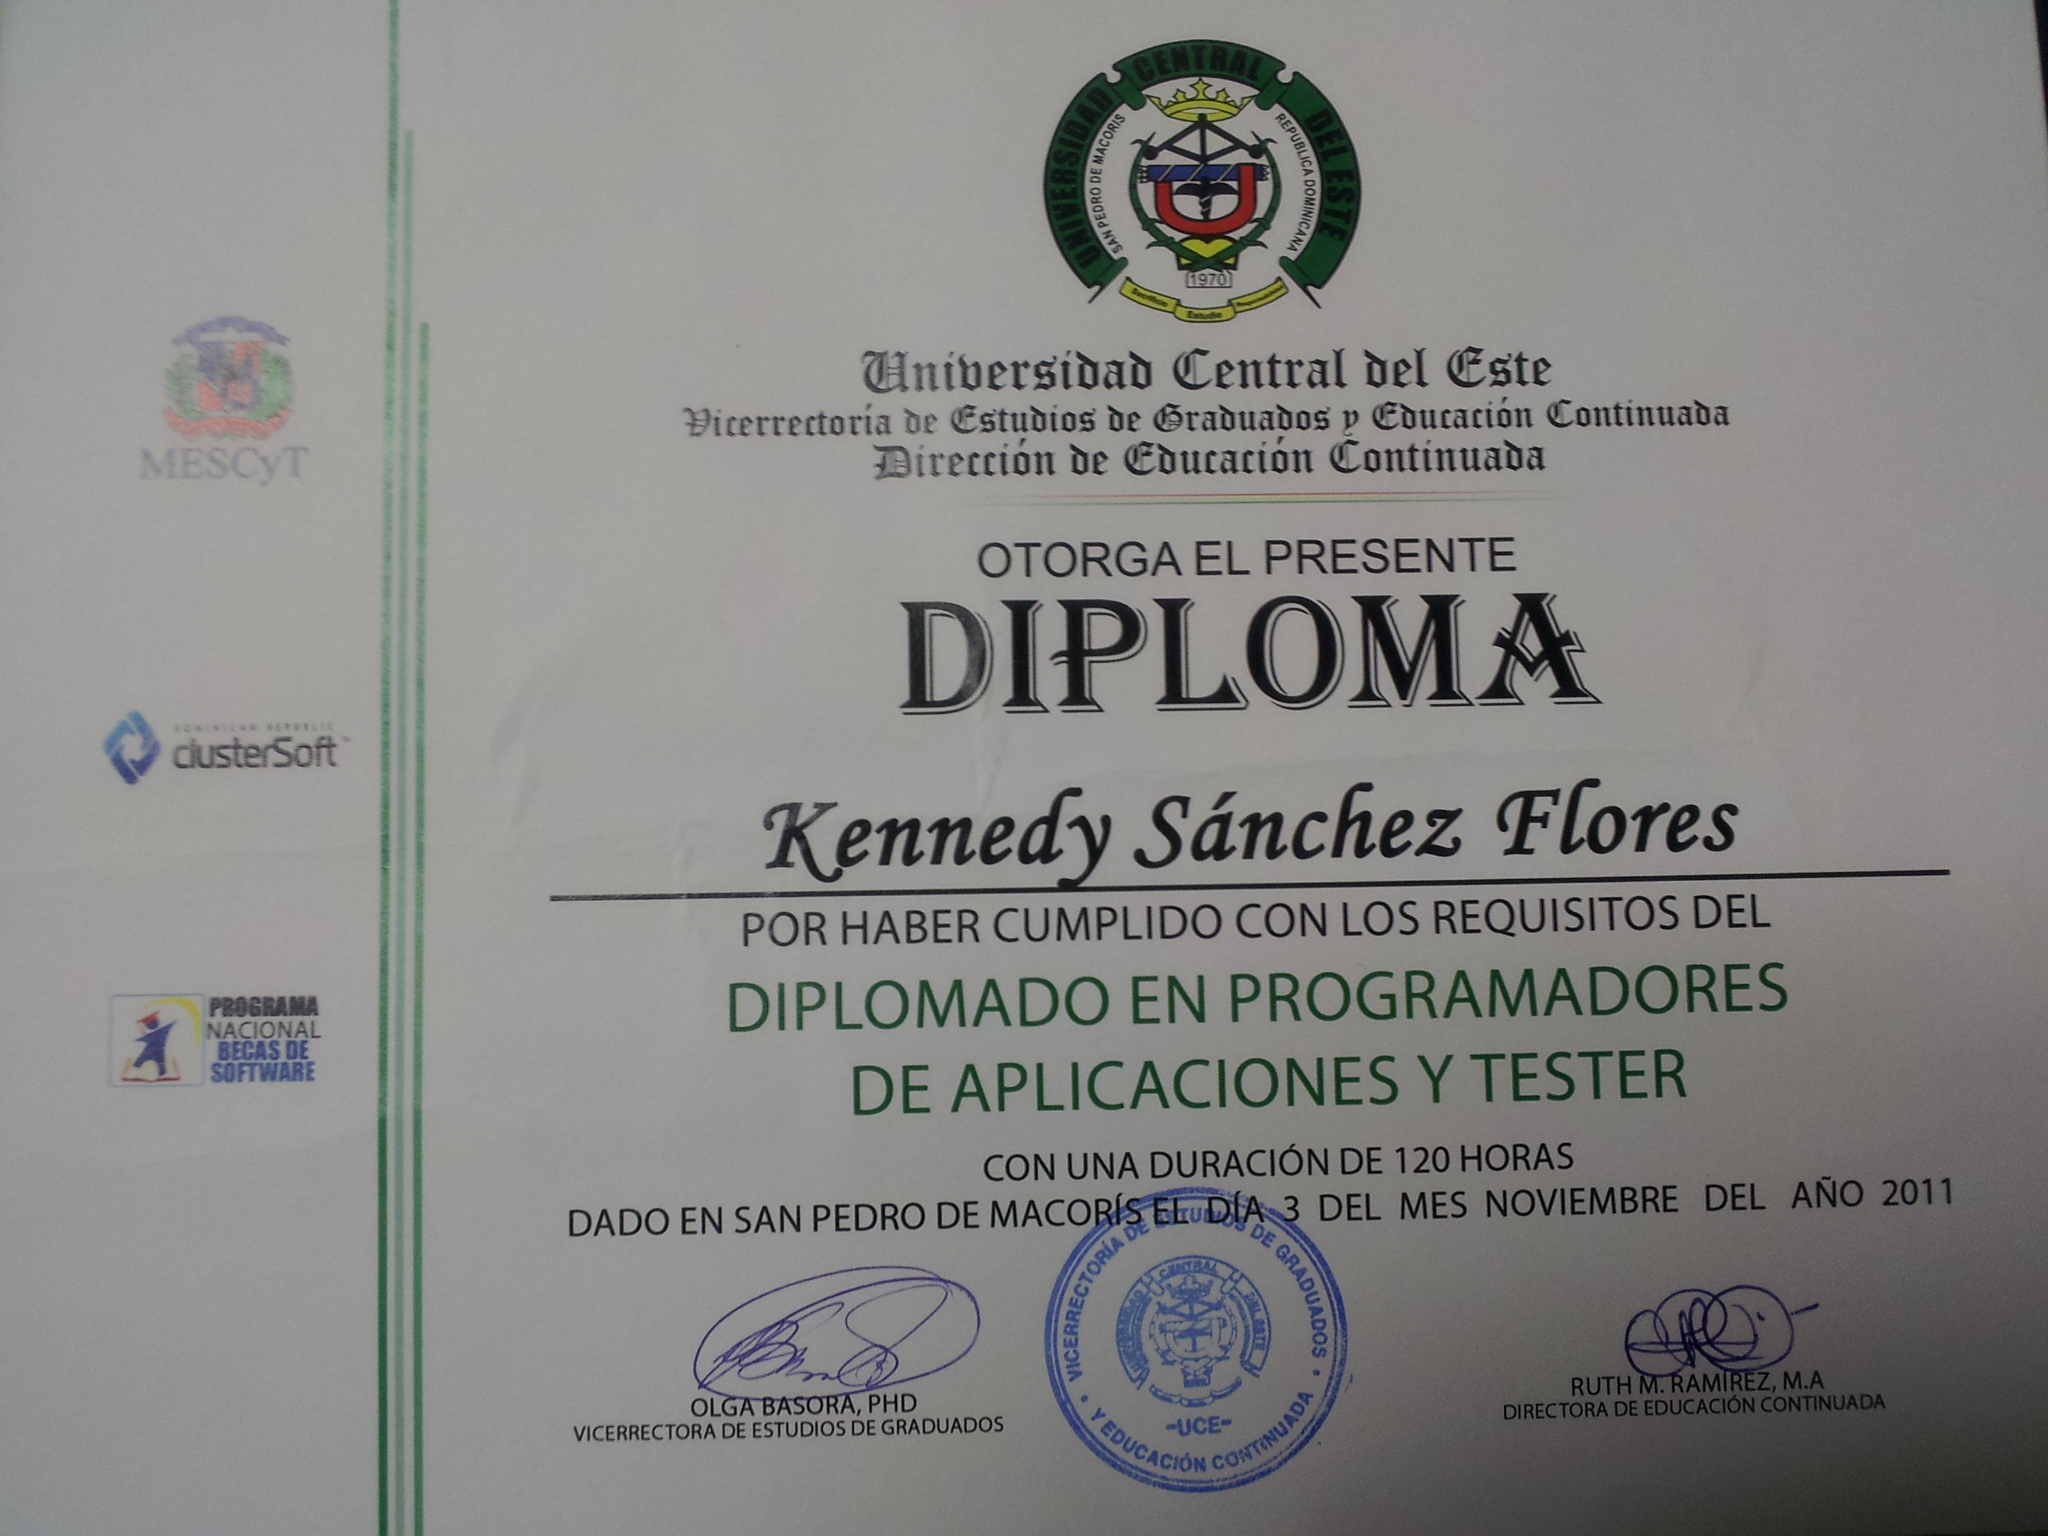 UNIVERSIDAD CENTRAL DEL ESTE
SAN PEDRO DE MACORIS
REPUBLICA DOMINICANA
1970
Sacrificio Estudio Responsabilidad
Universidad Central del Este
Vicerrectoría de Estudios de Graduados y Educación Continuada
Dirección de Educación Continuada
MESCyT
DOMINICAN REPUBLIC
clusterSoft™
PROGRAMA
NACIONAL
BECAS DE
SOFTWARE
OTORGA EL PRESENTE
DIPLOMA
Kennedy Sánchez Flores
POR HABER CUMPLIDO CON LOS REQUISITOS DEL
DIPLOMADO EN PROGRAMADORES
DE APLICACIONES Y TESTER
CON UNA DURACIÓN DE 120 HORAS
DADO EN SAN PEDRO DE MACORÍS EL DÍA 3 DEL MES NOVIEMBRE DEL AÑO 2011
VICERRECTORÍA DE ESTUDIOS DE GRADUADOS
Y EDUCACIÓN CONTINUADA
UNIVERSIDAD CENTRAL DEL ESTE
-UCE-
OLGA BASORA, PHD
VICERRECTORA DE ESTUDIOS DE GRADUADOS
RUTH M. RAMÍREZ, M.A
DIRECTORA DE EDUCACIÓN CONTINUADA